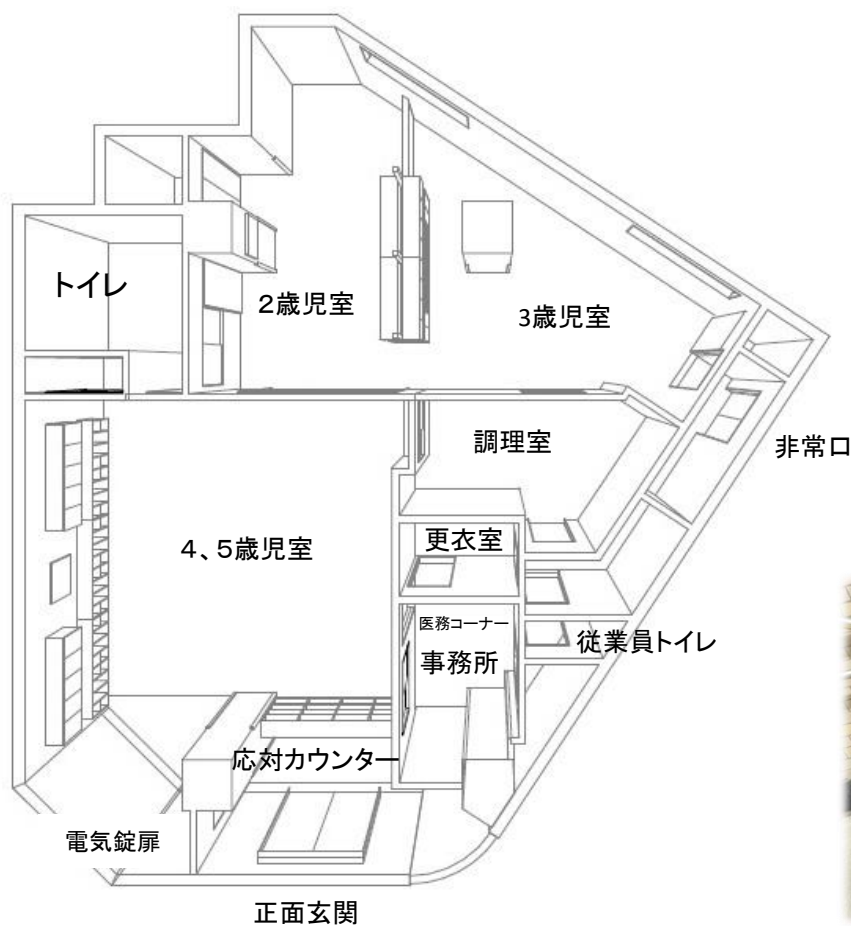 トイレ
２歳児室
3歳児室
調理室
非常口
４、５歳児室
更衣室
医務コーナー
事務所
従業員トイレ
応対カウンター
電気錠扉
正面玄関